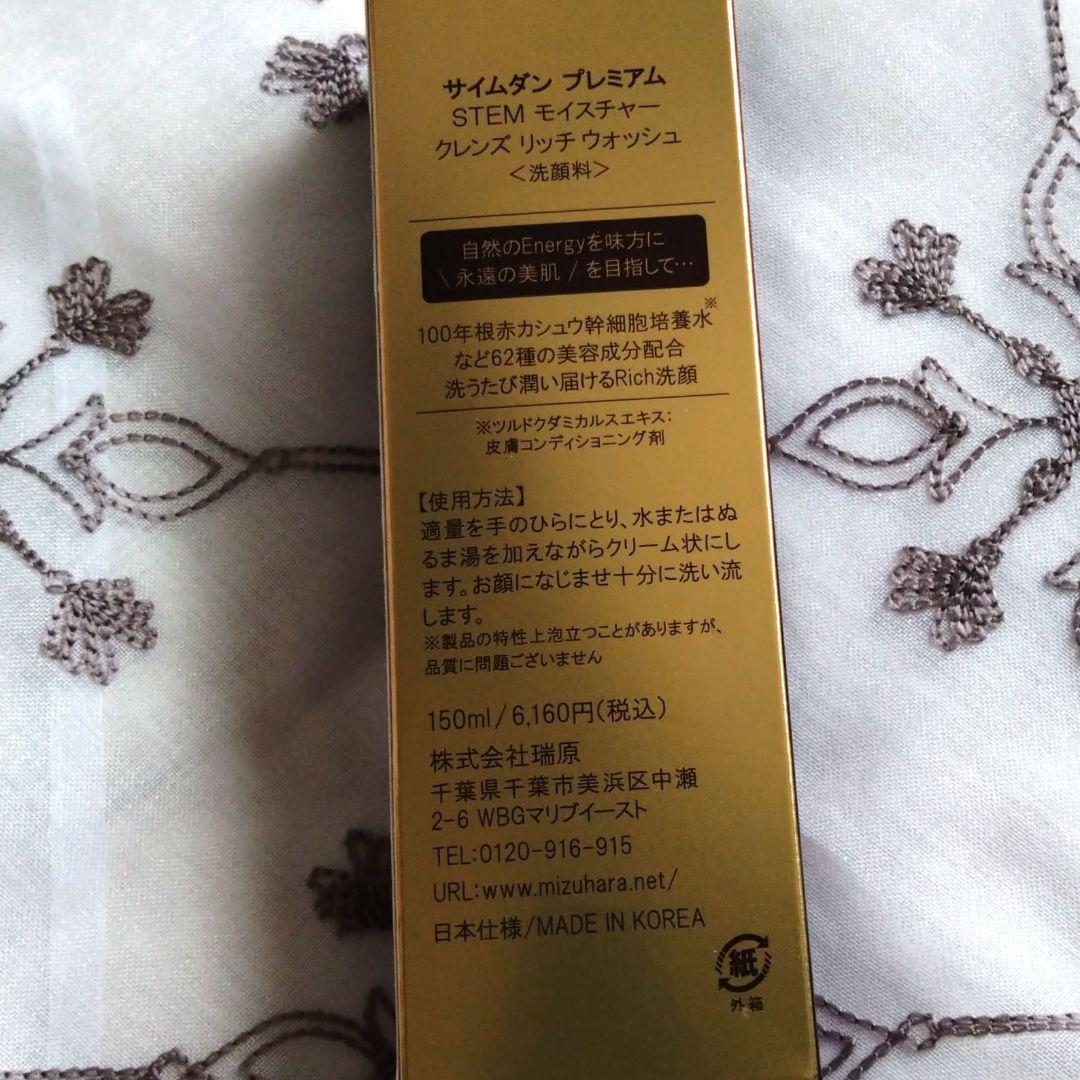 サイムダン プレミアム
STEM モイスチャー
クレンズ リッチ ウォッシュ
＜洗顔料＞
自然のEnergyを味方に
\ 永遠の美肌 / を目指して…
100年根赤カシュウ幹細胞培養水※
など62種の美容成分配合
洗うたび潤い届けるRich洗顔
※ツルドクダミカルスエキス:
皮膚コンディショニング剤
【使用方法】
適量を手のひらにとり、水またはぬ
るま湯を加えながらクリーム状にし
ます。お顔になじませ十分に洗い流
します。
※製品の特性上泡立つことがありますが、
品質に問題ございません
150ml / 6,160円(税込)
株式会社瑞原
千葉県千葉市美浜区中瀬
2-6 WBGマリブイースト
TEL:0120-916-915
URL:www.mizuhara.net/
日本仕様/MADE IN KOREA
紙
外箱